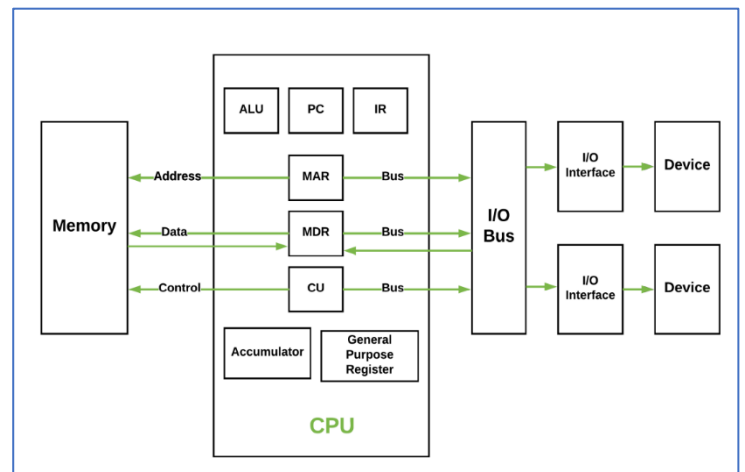 ALU
PC
IR
Memory
Address
MAR
Bus
Data
MDR
Bus
Control
CU
Bus
Accumulator
General
Purpose
Register
CPU
I/O
Bus
I/O
Interface
Device
I/O
Interface
Device